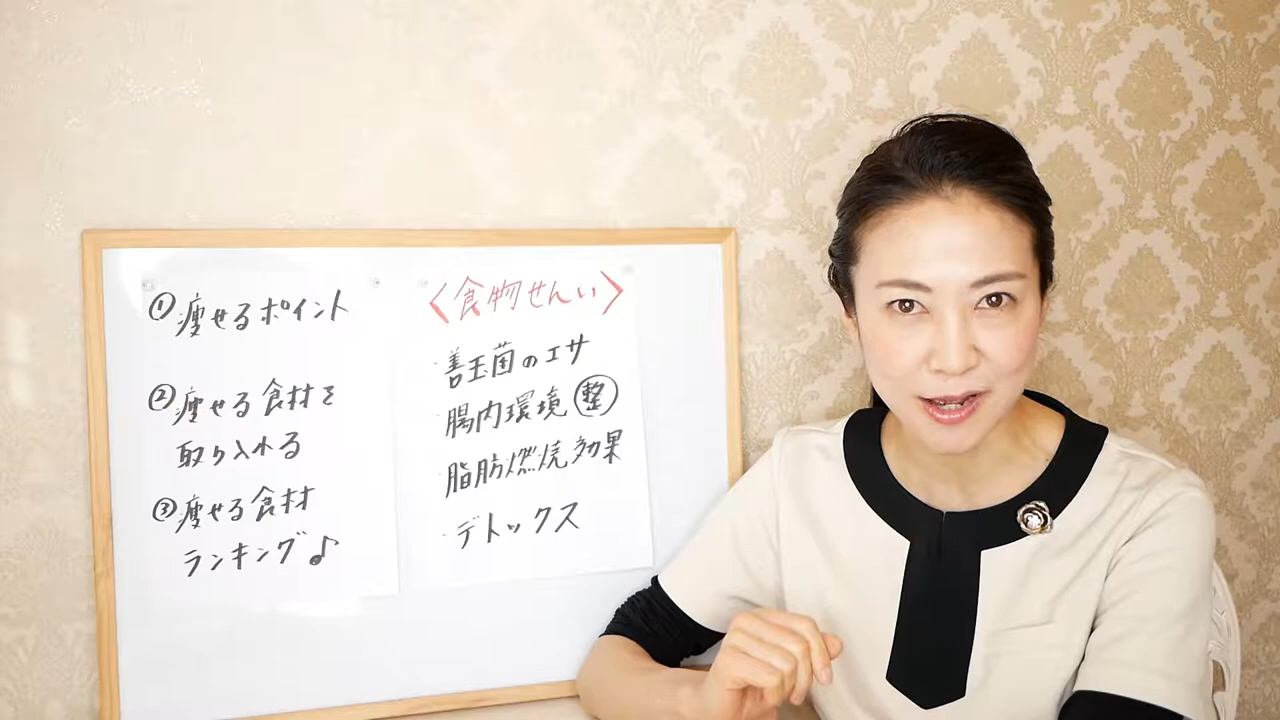 ①痩せるポイント
②痩せる食材を
取り入れる
③痩せる食材
ランキング♪
〈食物せんい〉
・善玉菌のエサ
・腸内環境㊟整
・脂肪燃焼効果
・デトックス